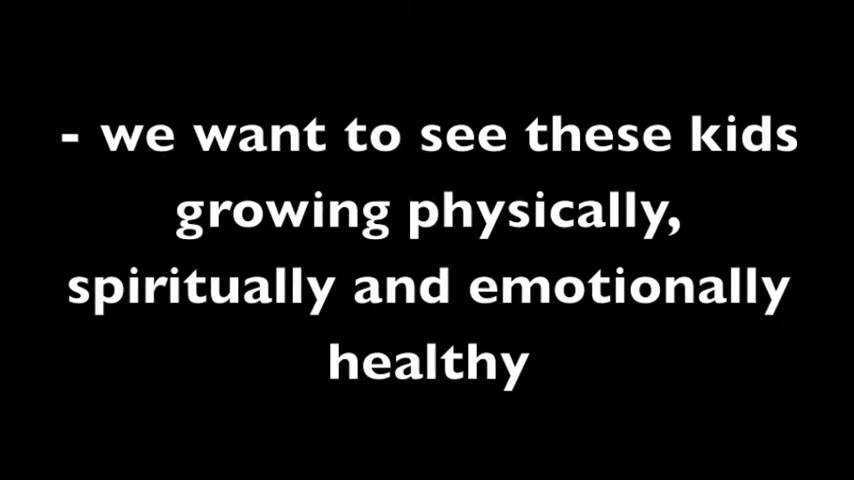 - we want to see these kids
growing physically,
spiritually and emotionally
healthy